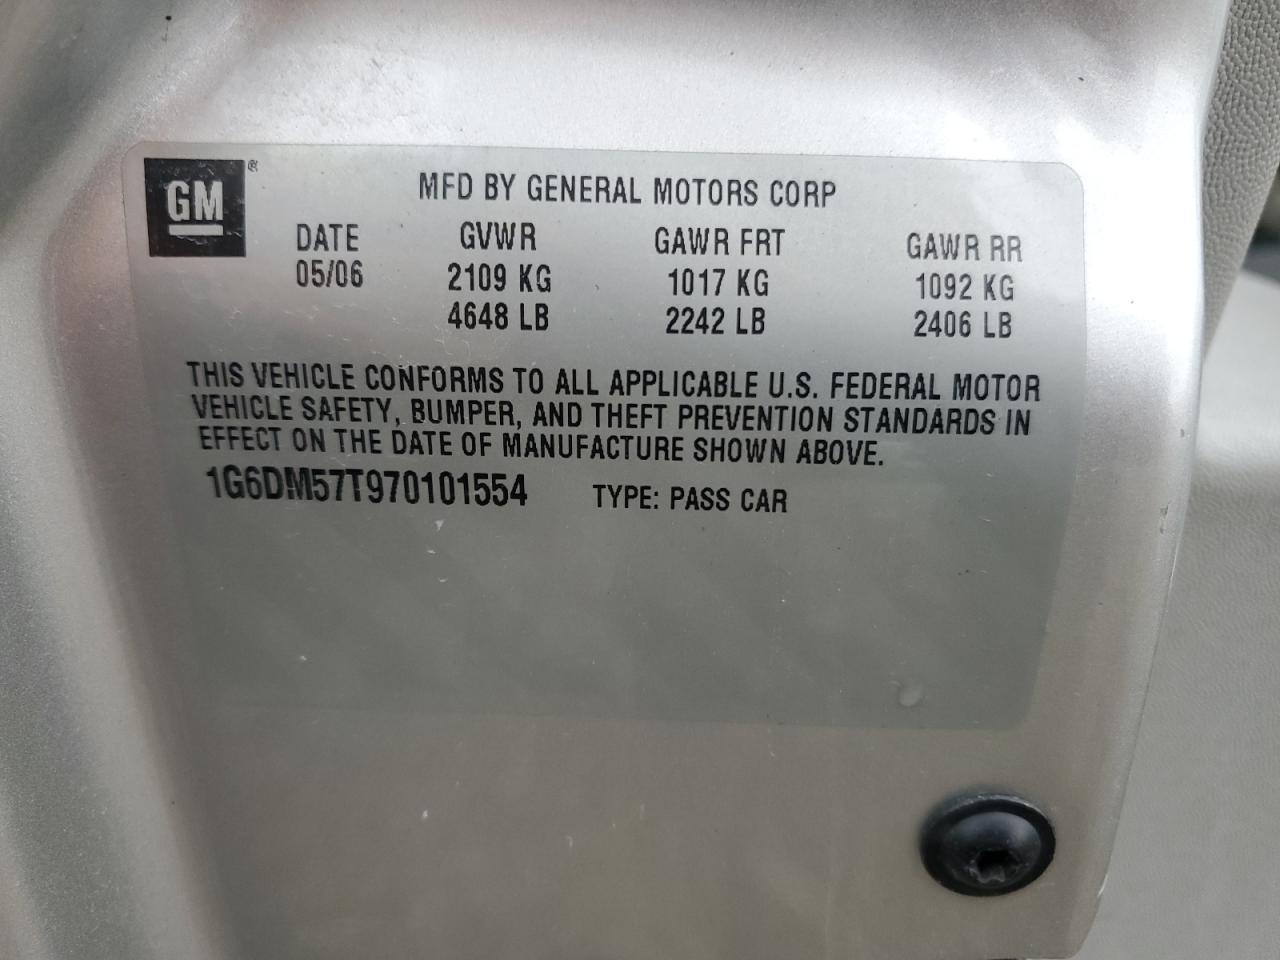 GM®
MFD BY GENERAL MOTORS CORP
DATE GVWR GAWR FRT GAWR RR
05/06 2109 KG 1017 KG 1092 KG
4648 LB 2242 LB 2406 LB
THIS VEHICLE CONFORMS TO ALL APPLICABLE U.S. FEDERAL MOTOR
VEHICLE SAFETY, BUMPER, AND THEFT PREVENTION STANDARDS IN
EFFECT ON THE DATE OF MANUFACTURE SHOWN ABOVE.
1G6DM57T970101554 TYPE: PASS CAR